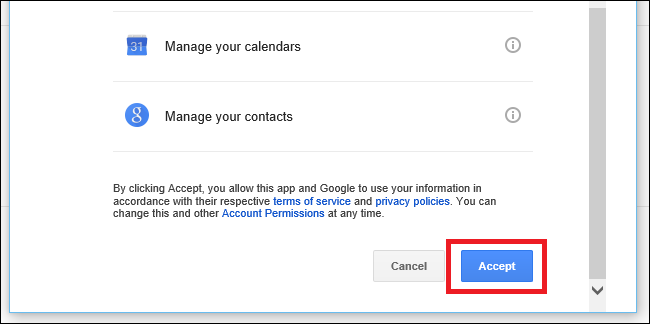 31
Manage your calendars
i
g
Manage your contacts
i
By clicking Accept, you allow this app and Google to use your information in
accordance with their respective terms of service and privacy policies. You can
change this and other Account Permissions at any time.
Cancel
Accept